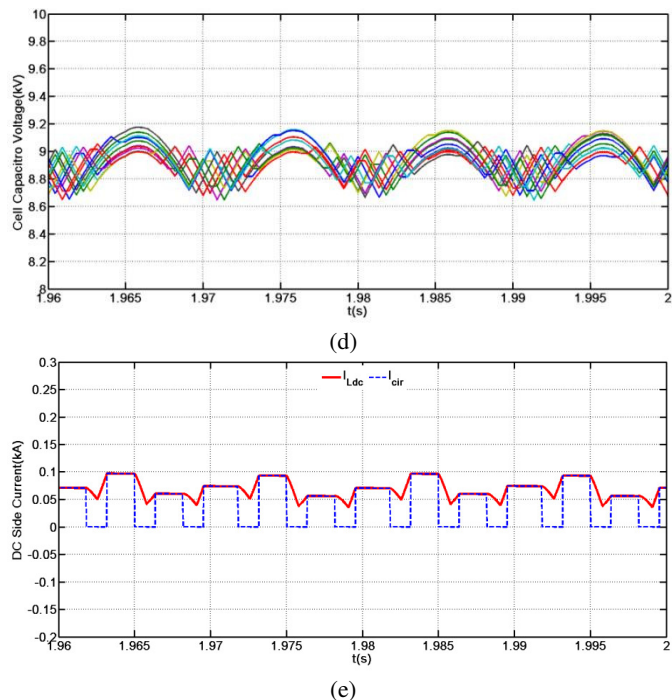 10
9.8
9.6
9.4
9.2
9
8.8
8.6
8.4
8.2
8
Cell Capacitro Voltage(kV)
1.96 1.965 1.97 1.975 1.98 1.985 1.99 1.995 2
t(s)
(d)
0.3
0.25
0.2
0.15
0.1
0.05
0
-0.05
-0.1
-0.15
-0.2
DC Side Current(kA)
I_Ldc I_cir
1.96 1.965 1.97 1.975 1.98 1.985 1.99 1.995 2
t(s)
(e)